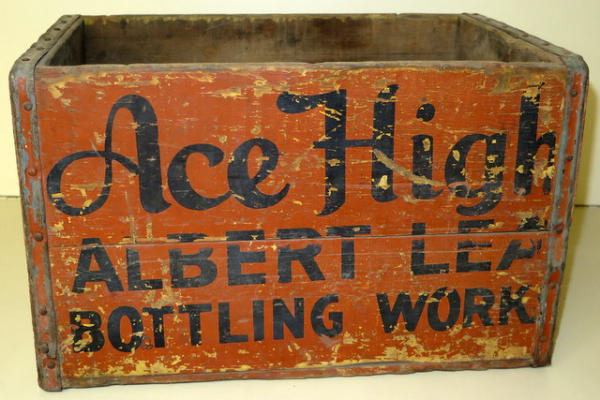 Ace High
ALBERT LEA
BOTTLING WORK